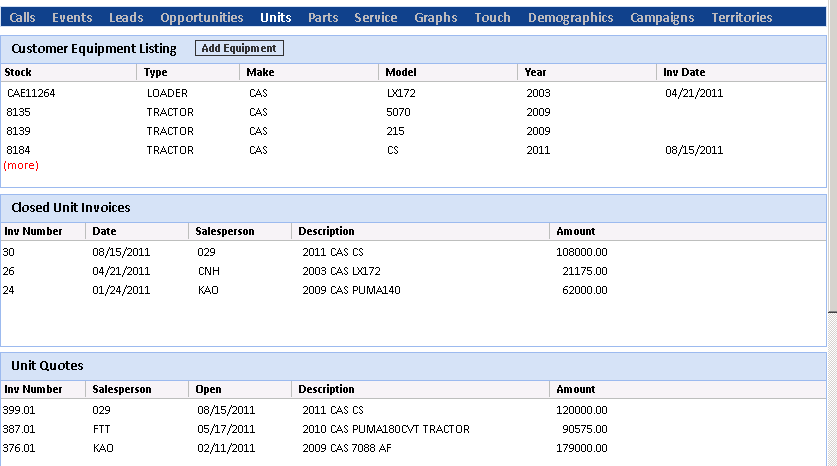 Calls Events Leads Opportunities Units Parts Service Graphs Touch Demographics Campaigns Territories
Customer Equipment Listing Add Equipment
Stock Type Make Model Year Inv Date
CAE11264 LOADER CAS LX172 2003 04/21/2011
8135 TRACTOR CAS 5070 2009
8139 TRACTOR CAS 215 2009
8184 TRACTOR CAS CS 2011 08/15/2011
(more)
Closed Unit Invoices
Inv Number Date Salesperson Description Amount
30 08/15/2011 029 2011 CAS CS 108000.00
26 04/21/2011 CNH 2003 CAS LX172 21175.00
24 01/24/2011 KAO 2009 CAS PUMA140 62000.00
Unit Quotes
Inv Number Salesperson Open Description Amount
399.01 029 08/15/2011 2011 CAS CS 120000.00
387.01 FTT 05/17/2011 2010 CAS PUMA180CVT TRACTOR 90575.00
376.01 KAO 02/11/2011 2009 CAS 7088 AF 179000.00